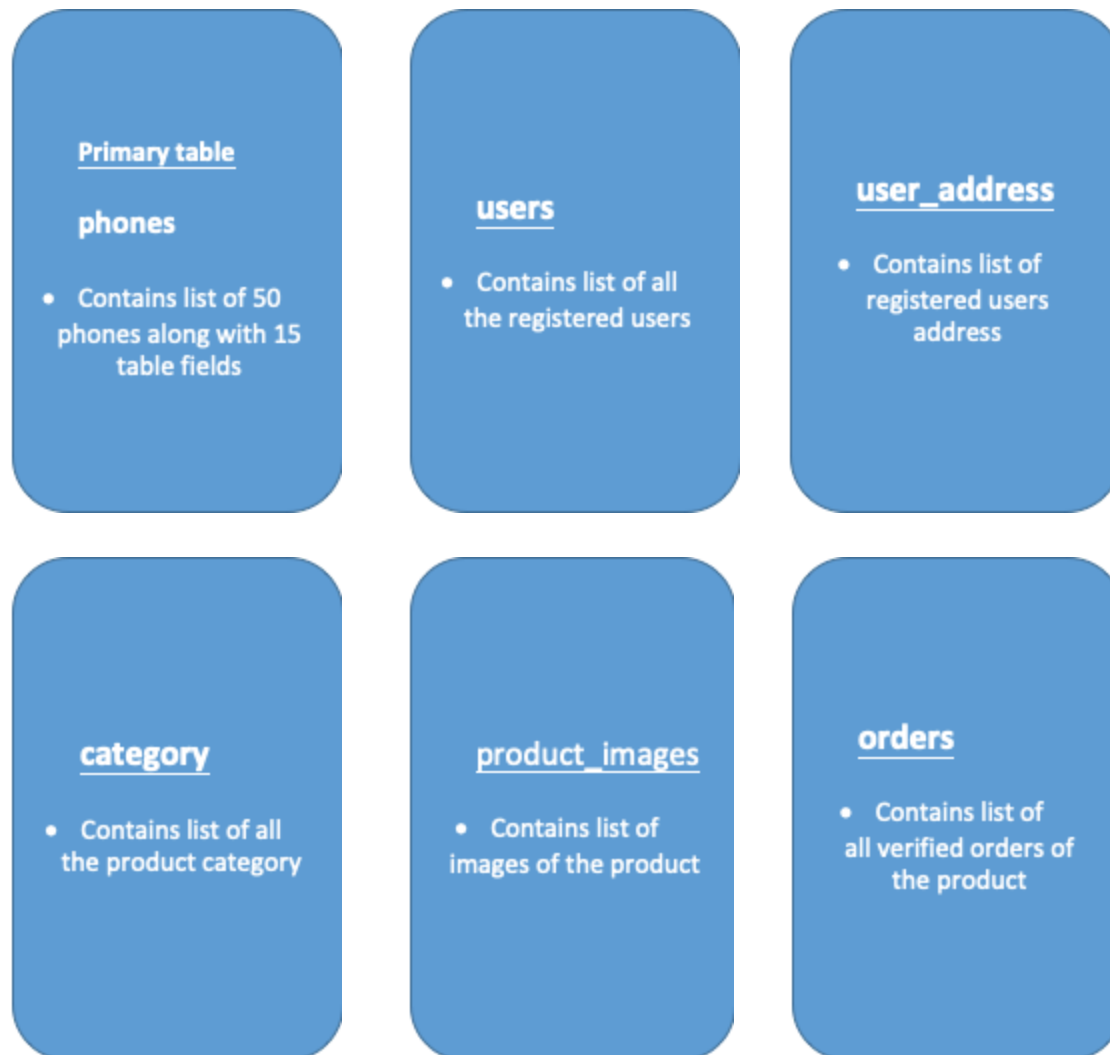 Primary table
phones
• Contains list of 50
phones along with 15
table fields
users
• Contains list of all
the registered users
user_address
• Contains list of
registered users
address
category
• Contains list of all
the product category
product_images
• Contains list of
images of the product
orders
• Contains list of
all verified orders of
the product